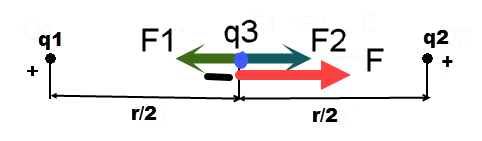 q1 F1 q3 F2 F q2
+ − +
r/2 r/2